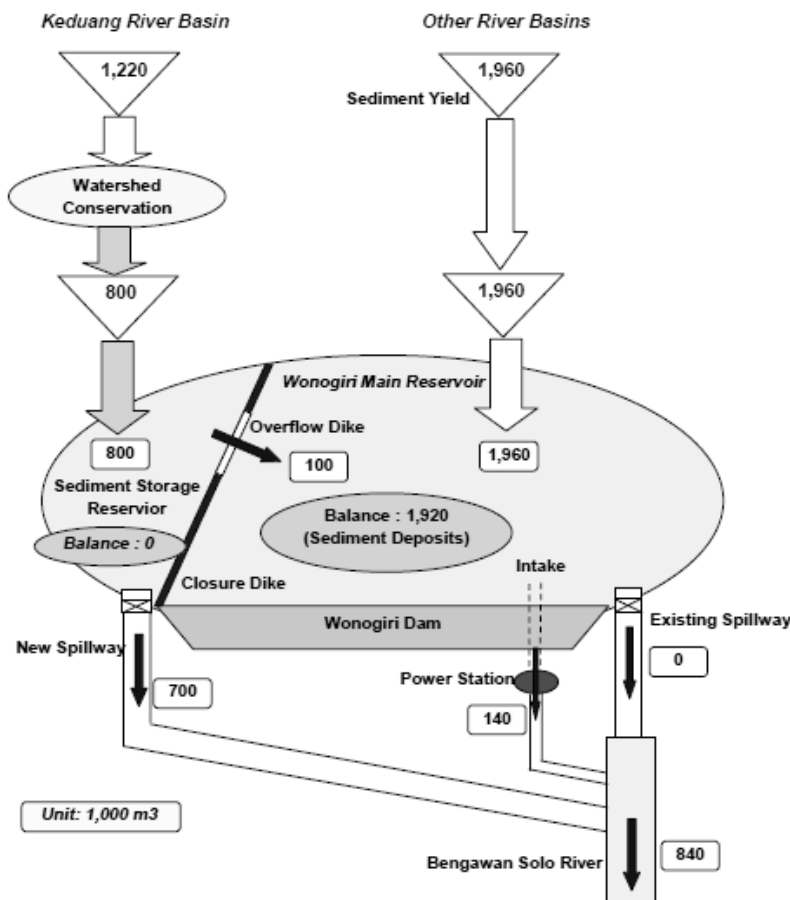 Keduang River Basin
Other River Basins
1,220
1,960
Sediment Yield
Watershed
Conservation
800
1,960
Wonogiri Main Reservoir
Overflow Dike
800
100
1,960
Sediment Storage
Reservior
Balance : 1,920
(Sediment Deposits)
Balance : 0
Intake
Closure Dike
Wonogiri Dam
Existing Spillway
New Spillway
0
Power Station
700
140
Unit: 1,000 m3
Bengawan Solo River
840